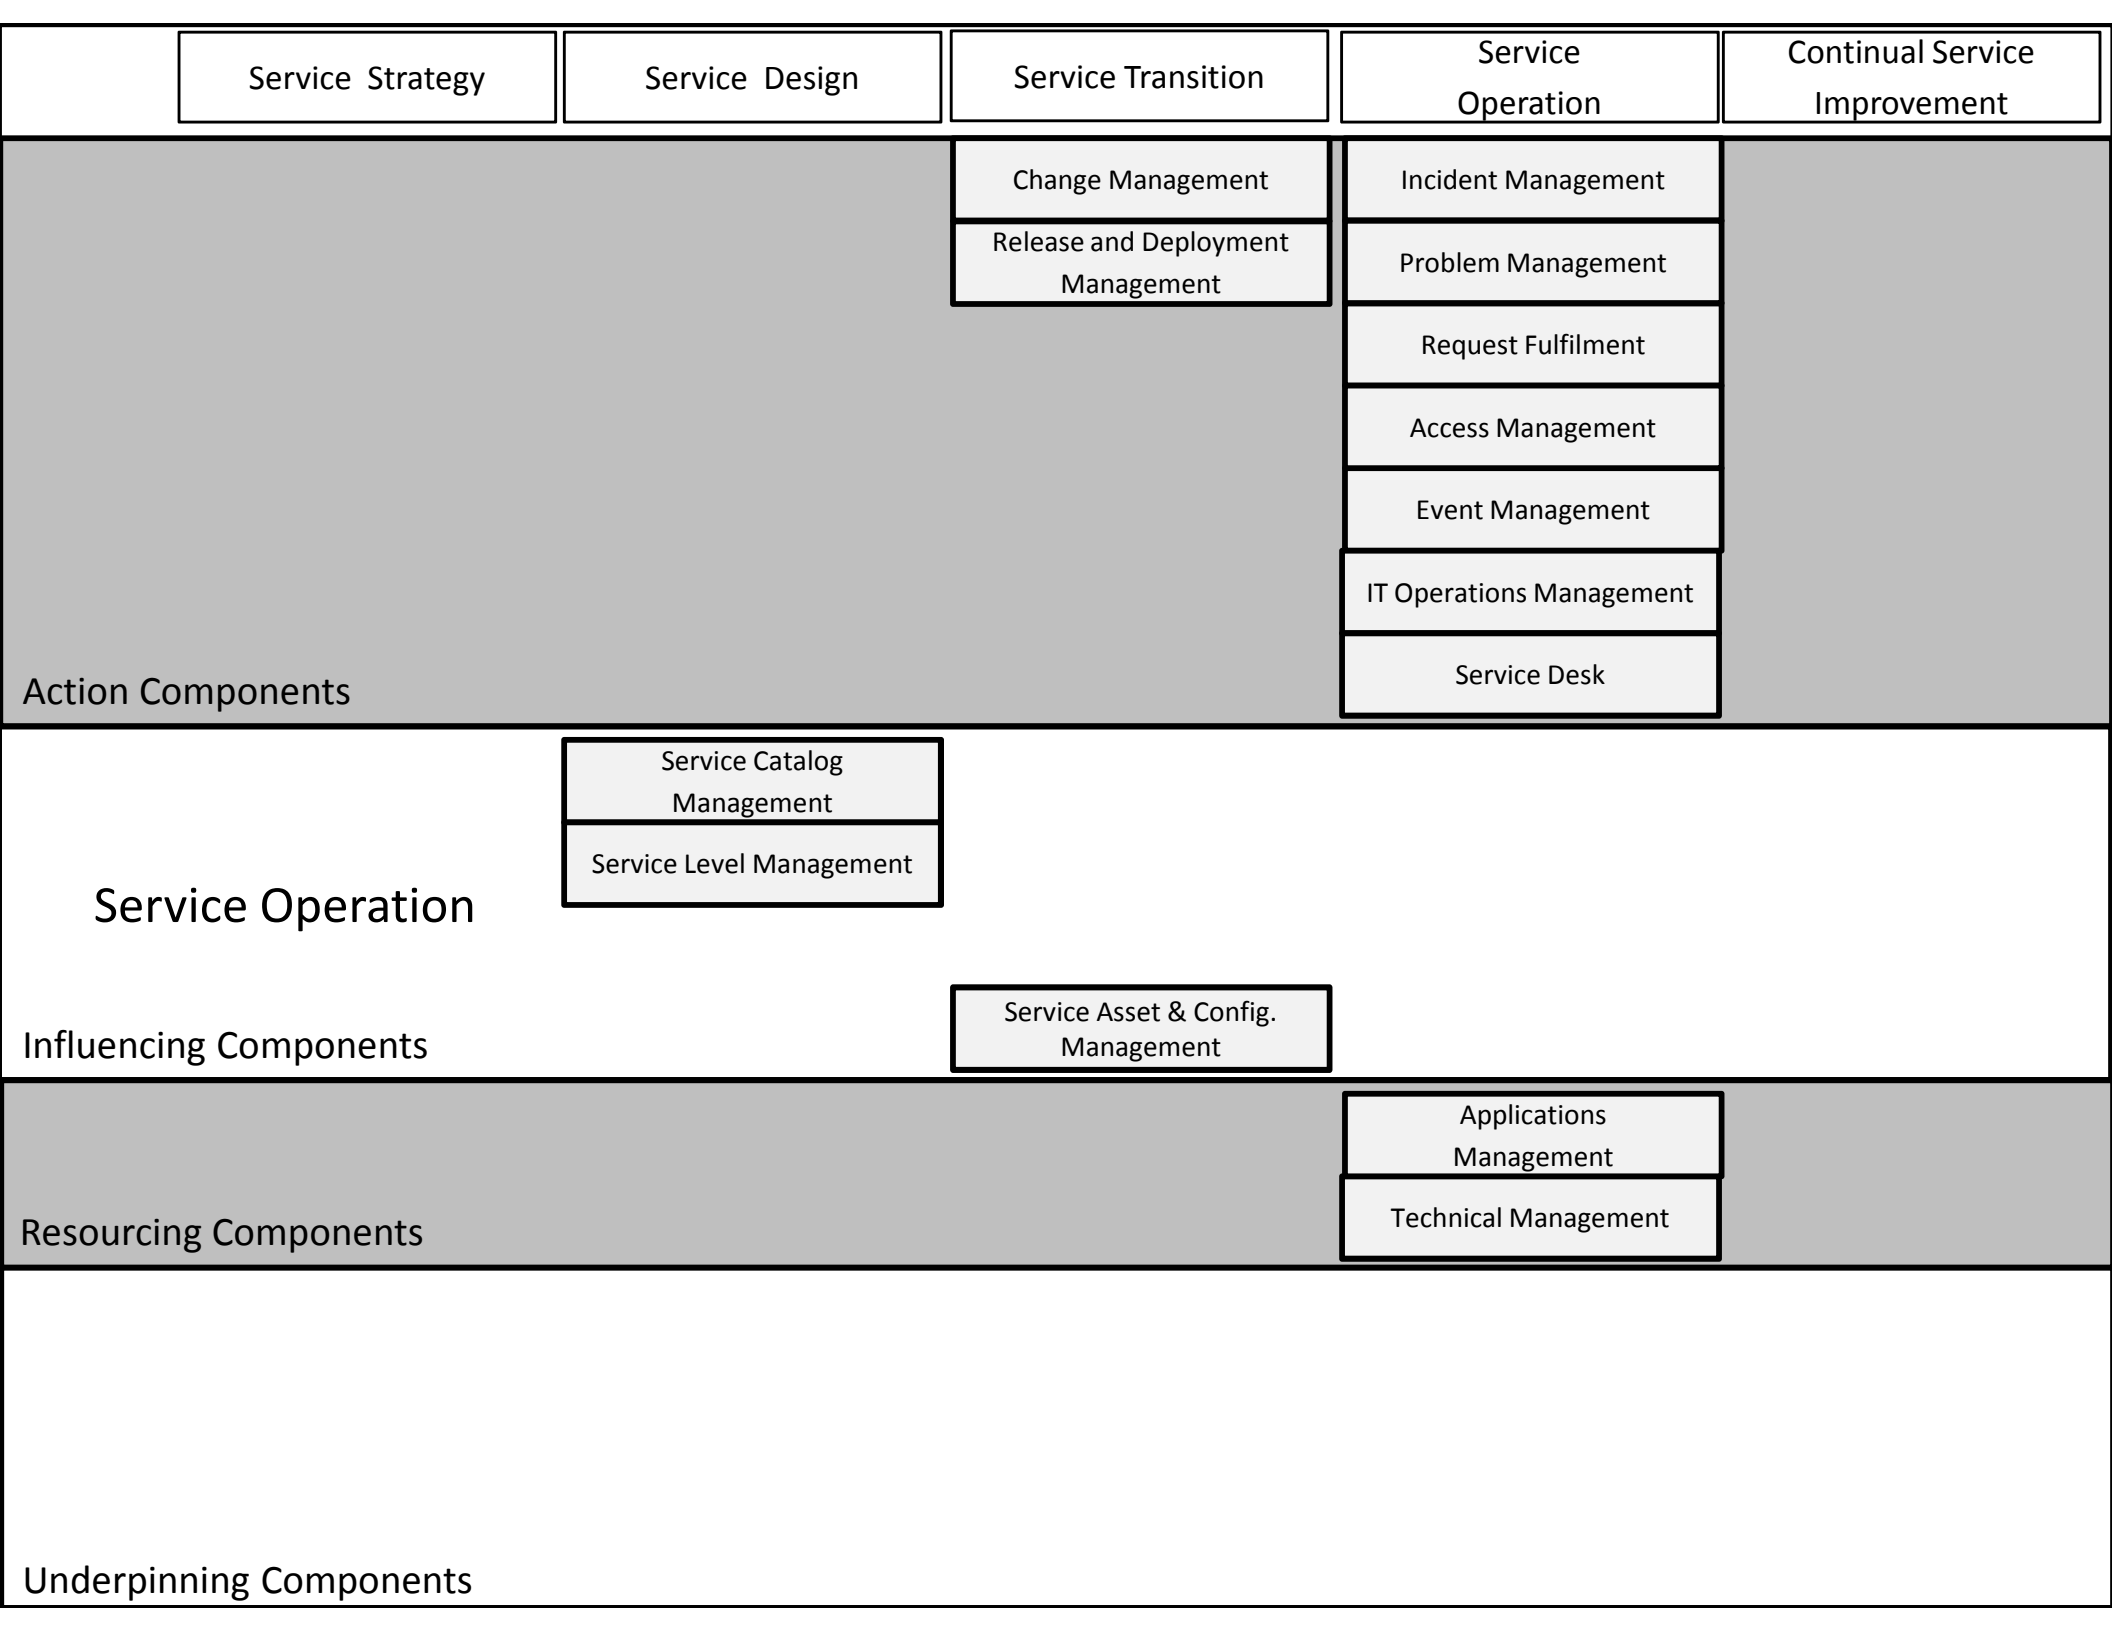 Service Strategy
Service Design
Service Transition
Service
Operation
Continual Service
Improvement
Change Management
Release and Deployment
Management
Incident Management
Problem Management
Request Fulfilment
Access Management
Event Management
IT Operations Management
Service Desk
Action Components
Service Catalog
Management
Service Level Management
Service Operation
Service Asset & Config.
Management
Influencing Components
Applications
Management
Technical Management
Resourcing Components
Underpinning Components